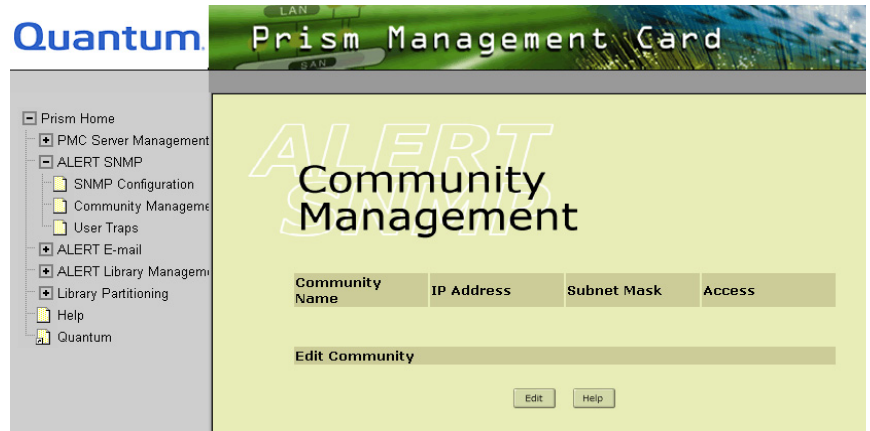 LAN
Quantum.
Prism Management Card
SAN
Prism Home
PMC Server Management
ALERT SNMP
SNMP Configuration
Community Manageme
User Traps
ALERT E-mail
ALERT Library Managem
Library Partitioning
Help
Quantum
ALERT
SNMP
Community
Management
Community Name
IP Address
Subnet Mask
Access
Edit Community
Edit
Help